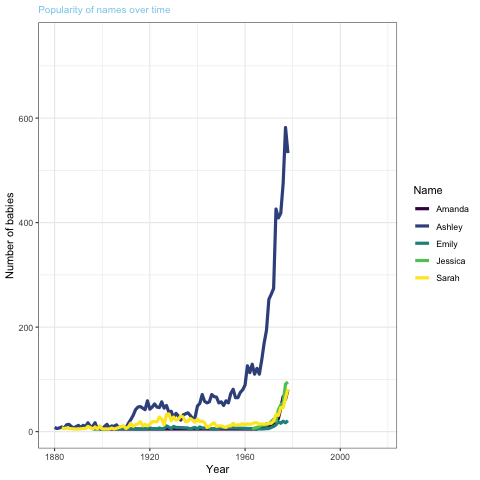 Popularity of names over time
Number of babies
600
400
200
0
1880
1920
1960
2000
Year
Name
Amanda
Ashley
Emily
Jessica
Sarah